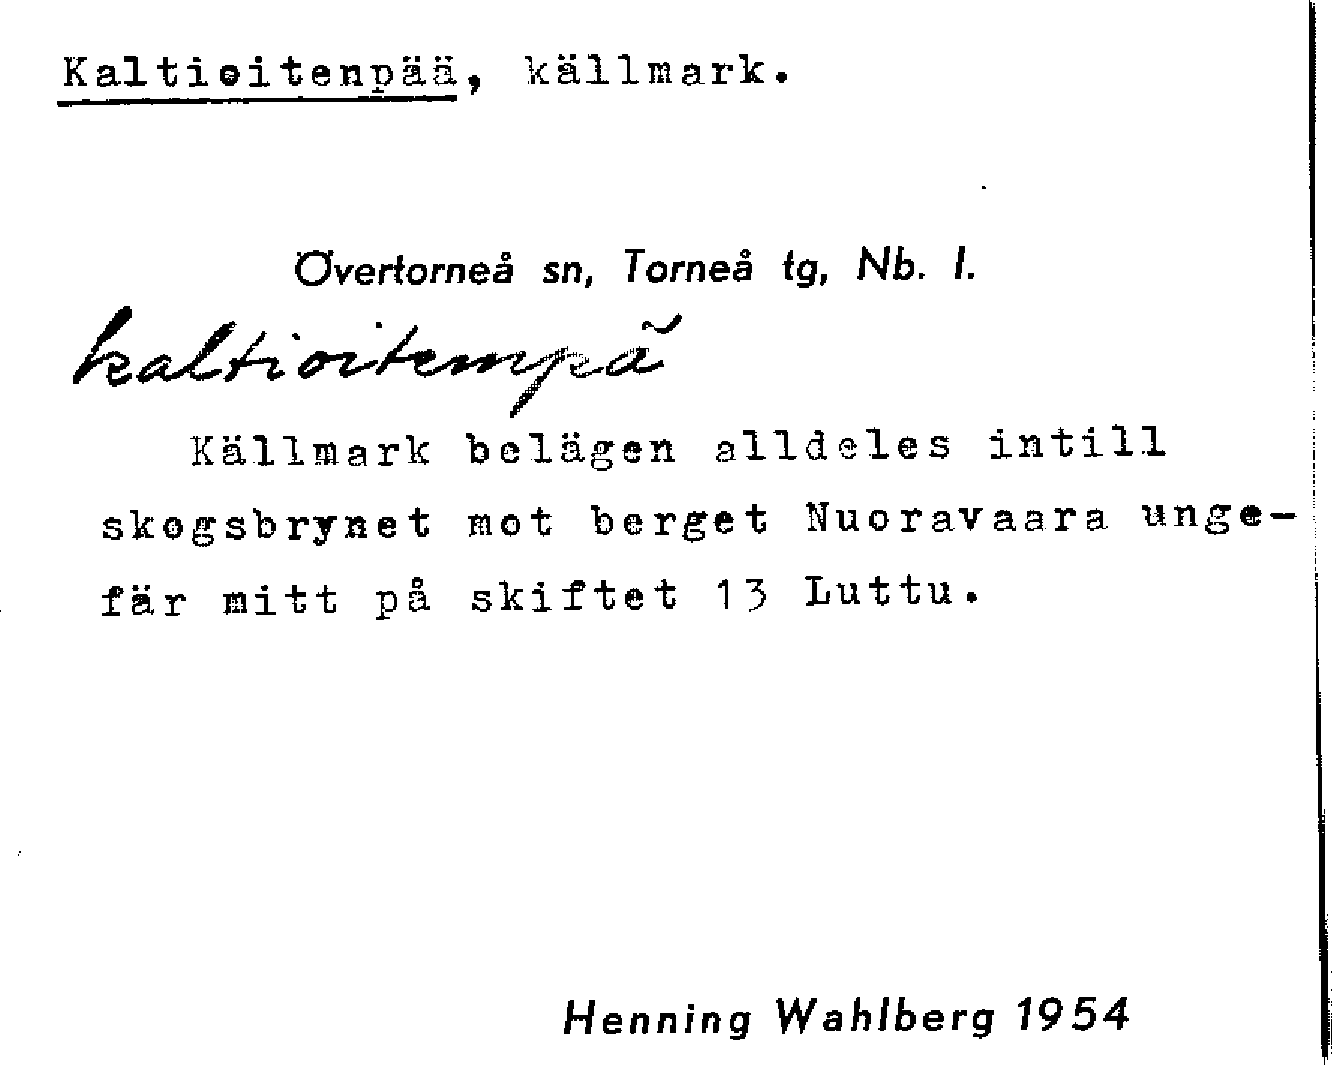 Kaltioitenpää, källmark.
Övertorneå sn, Torneå tg, Nb. l.
kaltioitempä̆
Källmark belägen alldeles intill
skogsbrynet mot berget Nuoravaara unge-
fär mitt på skiftet 13 Luttu.
Henning Wahlberg 1954